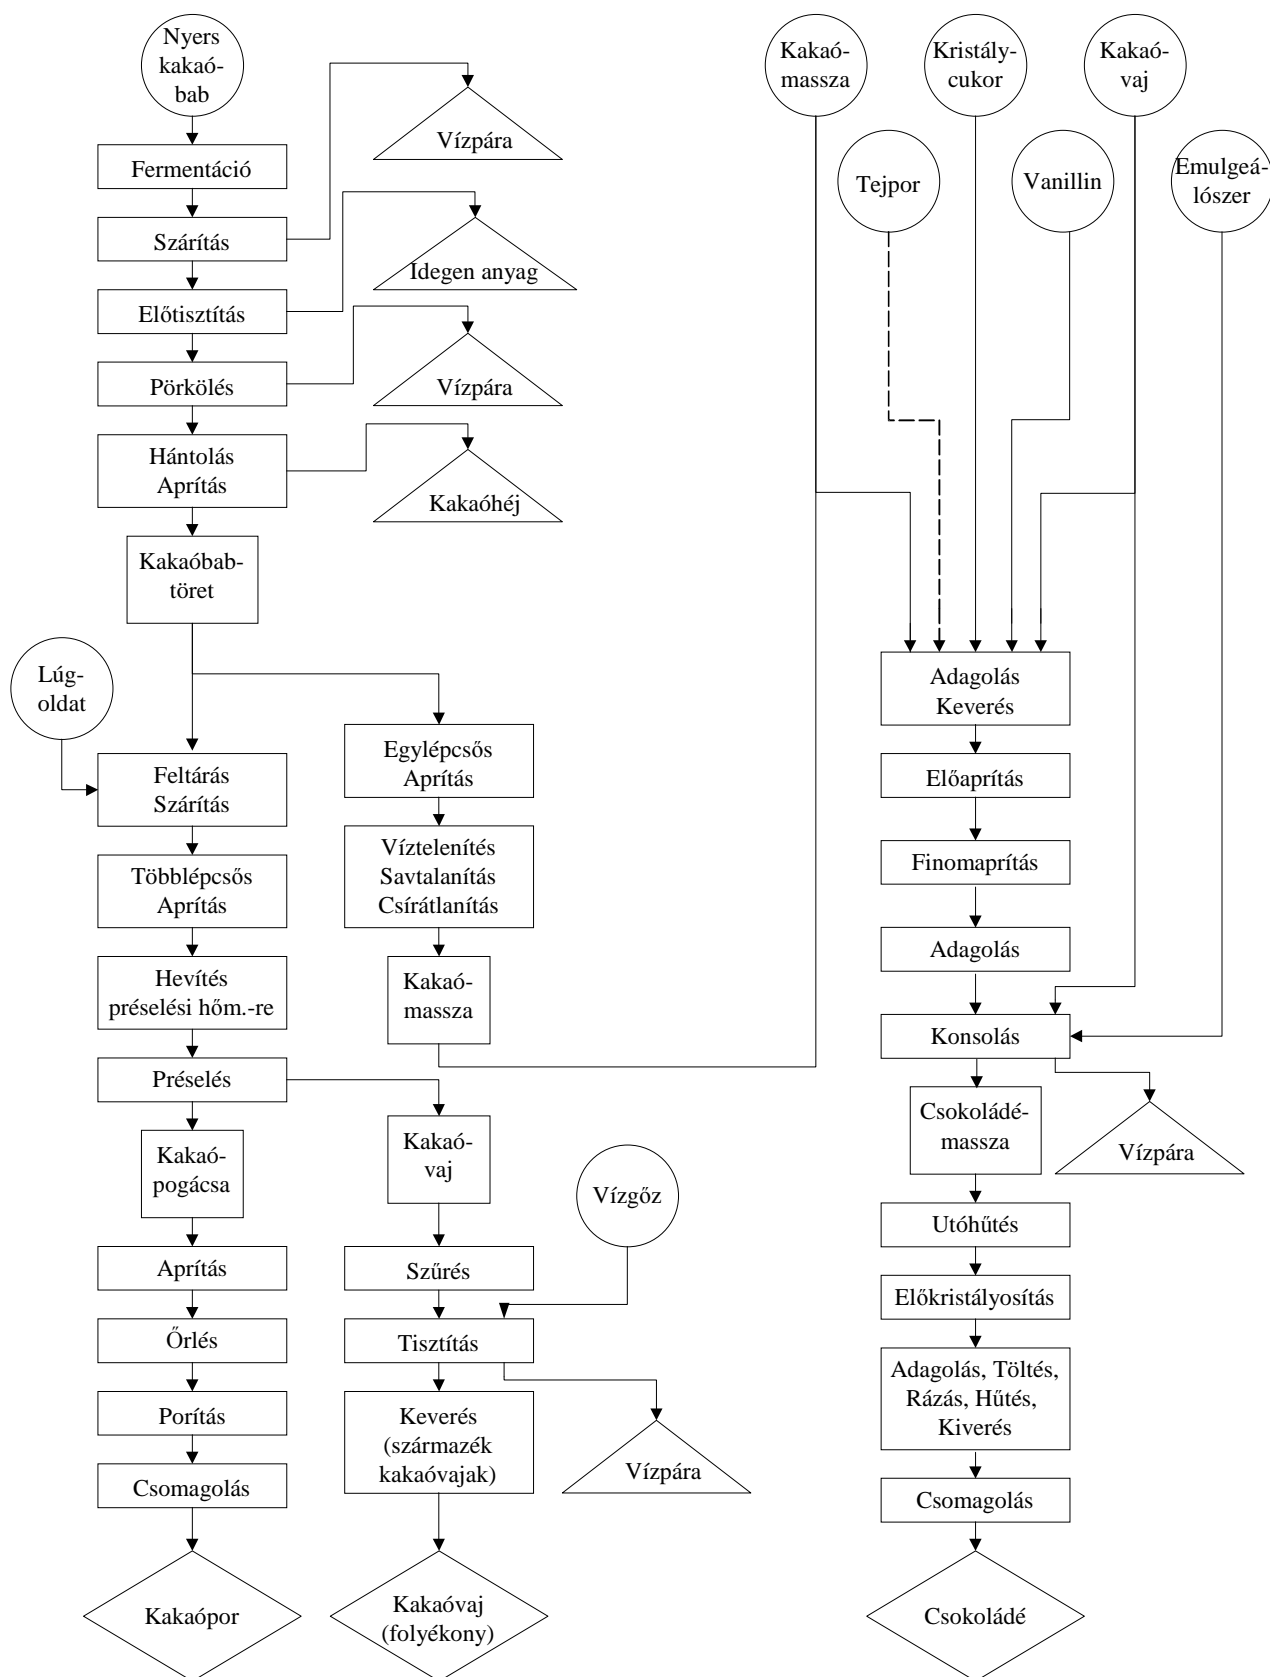 Nyers
kakaó-
bab
Vízpára
Fermentáció
Szárítás
Idegen anyag
Előtisztítás
Vízpára
Pörkölés
Hántolás
Aprítás
Kakaóhéj
Kakaóbab-
töret
Lúg-
oldat
Feltárás
Szárítás
Egylépcsős
Aprítás
Többlépcsős
Aprítás
Víztelenítés
Savtalanítás
Csírátlanítás
Hevítés
préselési hőm.-re
Kakaó-
massza
Préselés
Kakaó-
pogácsa
Kakaó-
vaj
Vízgőz
Aprítás
Szűrés
Őrlés
Tisztítás
Porítás
Keverés
(származék
kakaóvajak)
Vízpára
Csomagolás
Kakaópor
Kakaóvaj
(folyékony)
Kakaó-
massza
Kristály-
cukor
Kakaó-
vaj
Tejpor
Vanillin
Emulgeá-
lószer
Adagolás
Keverés
Előaprítás
Finomaprítás
Adagolás
Konsolás
Csokoládé-
massza
Vízpára
Utóhűtés
Előkristályosítás
Adagolás, Töltés,
Rázás, Hűtés,
Kiverés
Csomagolás
Csokoládé